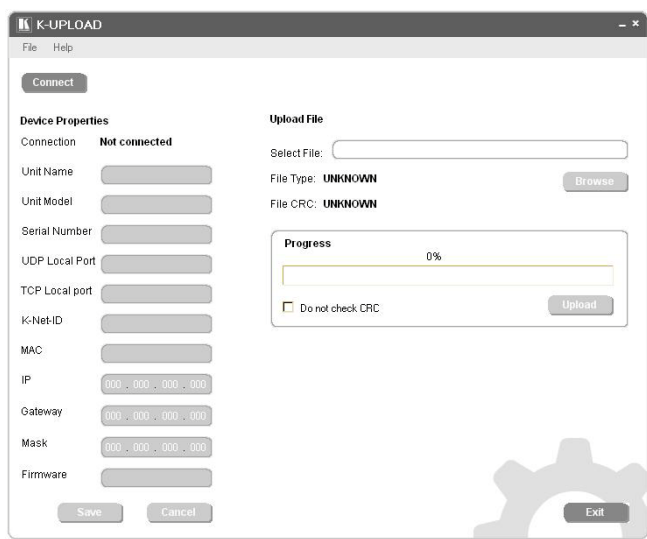 K-UPLOAD
File Help
Connect
Device Properties
Connection Not connected
Unit Name
Unit Model
Serial Number
UDP Local Port
TCP Local port
K-Net-ID
MAC
IP 000 . 000 . 000 . 000
Gateway 000 . 000 . 000 . 000
Mask 000 . 000 . 000 . 000
Firmware
Save Cancel
Upload File
Select File:
File Type: UNKNOWN
Browse
File CRC: UNKNOWN
Progress
0%
Do not check CRC
Upload
Exit